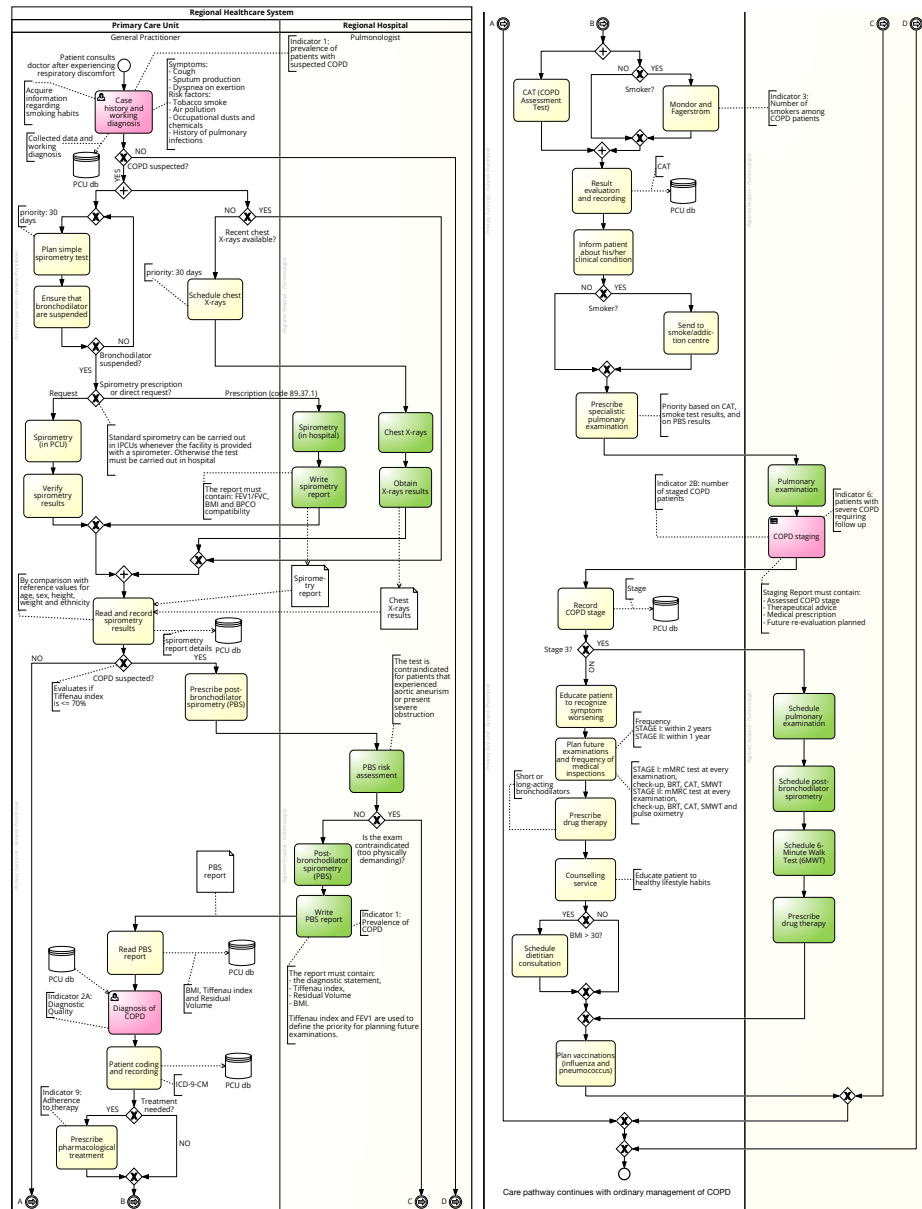 Regional Healthcare System
Primary Care Unit
Regional Hospital
General Practitioner
Pulmonologist
Patient consults
doctor after experiencing
respiratory discomfort
Indicator 1:
prevalence of
patients with
suspected COPD
Acquire
information
regarding
smoking habits
Case
history and
working
diagnosis
Symptoms:
- Cough
- Sputum production
- Dyspnea on exertion
Risk factors:
- Tobacco smoke
- Air pollution
- Occupational dusts and
chemicals
- History of pulmonary
infections
Collected data and
working
diagnosis
PCU db
NO
COPD suspected?
YES
priority: 30
days
Plan simple
spirometry test
Ensure that
bronchodilator
are suspended
NO
Bronchodilator
suspended?
YES
NO
YES
Recent chest
X-rays available?
priority: 30 days
Schedule chest
X-rays
Spirometry prescription
or direct request?
Request
Prescription (code 89.37.1)
Spirometry
(in PCU)
Verify
spirometry
results
Standard spirometry can be carried out
in IPCUs whenever the facility is provided
with a spirometer. Otherwise the test
must be carried out in hospital
Spirometry
(in hospital)
Write
spirometry
report
The report must
contain: FEV1/FVC,
BMI and BPCO
compatibility
Chest X-rays
Obtain
X-rays results
Spirome-
try
report
Chest
X-rays
results
By comparison with
reference values for
age, sex, height,
weight and ethnicity
Read and record
spirometry
results
PCU db
spirometry
report details
NO
YES
COPD suspected?
Evaluates if
Tiffenau index
is <= 70%
Prescribe post-
bronchodilator
spirometry (PBS)
The test is
contraindicated
for patients that
experienced
aortic aneurism
or present
severe
obstruction
PBS risk
assessment
NO
YES
Is the exam
contraindicated
(too physically
demanding)?
Post-
bronchodilator
spirometry
(PBS)
Write
PBS report
Indicator 1:
Prevalence of
COPD
PBS
report
The report must contain:
- the diagnostic statement,
- Tiffenau index,
- Residual Volume
- BMI.
Tiffenau index and FEV1 are used to
define the priority for planning future
examinations.
Read PBS
report
PCU db
PCU db
BMI, Tiffenau index
and Residual
Volume
Indicator 2A:
Diagnostic
Quality
Diagnosis of
COPD
Patient coding
and recording
PCU db
ICD-9-CM
Indicator 9:
Adherence
to therapy
Treatment
needed?
YES
NO
Prescribe
pharmacological
treatment
A
B
C
D
A
B
C
D
CAT (COPD
Assessment
Test)
NO
YES
Smoker?
Mondor and
Fagerström
Indicator 3:
Number of
smokers among
COPD patients
Result
evaluation
and recording
CAT
PCU db
Inform patient
about his/her
clinical condition
NO
YES
Smoker?
Send to
smoke/addic-
tion centre
Prescribe
specialistic
pulmonary
examination
Priority based on CAT,
smoke test results, and
on PBS results
Pulmonary
examination
Indicator 2B: number
of staged COPD
patients
COPD staging
Indicator 6:
patients with
severe COPD
requiring
follow up
Staging Report must contain:
- Assessed COPD stage
- Therapeutical advice
- Medical prescription
- Future re-evaluation planned
Record
COPD stage
Stage
PCU db
Stage 3?
YES
NO
Educate patient
to recognize
symptom
worsening
Plan future
examinations
and frequency of
medical
inspections
Frequency
STAGE I: within 2 years
STAGE II: within 1 year
STAGE I: mMRC test at every
examination,
check-up, BRT, CAT, SMWT
STAGE II: mMRC test at every
examination,
check-up, BRT, CAT, SMWT and
pulse oximetry
Short or
long-acting
bronchodilators
Prescribe
drug therapy
Counselling
service
Educate patient to
healthy lifestyle habits
YES
NO
BMI > 30?
Schedule
dietitian
consultation
Schedule
pulmonary
examination
Schedule post-
bronchodilator
spirometry
Schedule 6-
Minute Walk
Test (6MWT)
Prescribe
drug therapy
Plan vaccinations
(influenza and
pneumococcus)
Care pathway continues with ordinary management of COPD